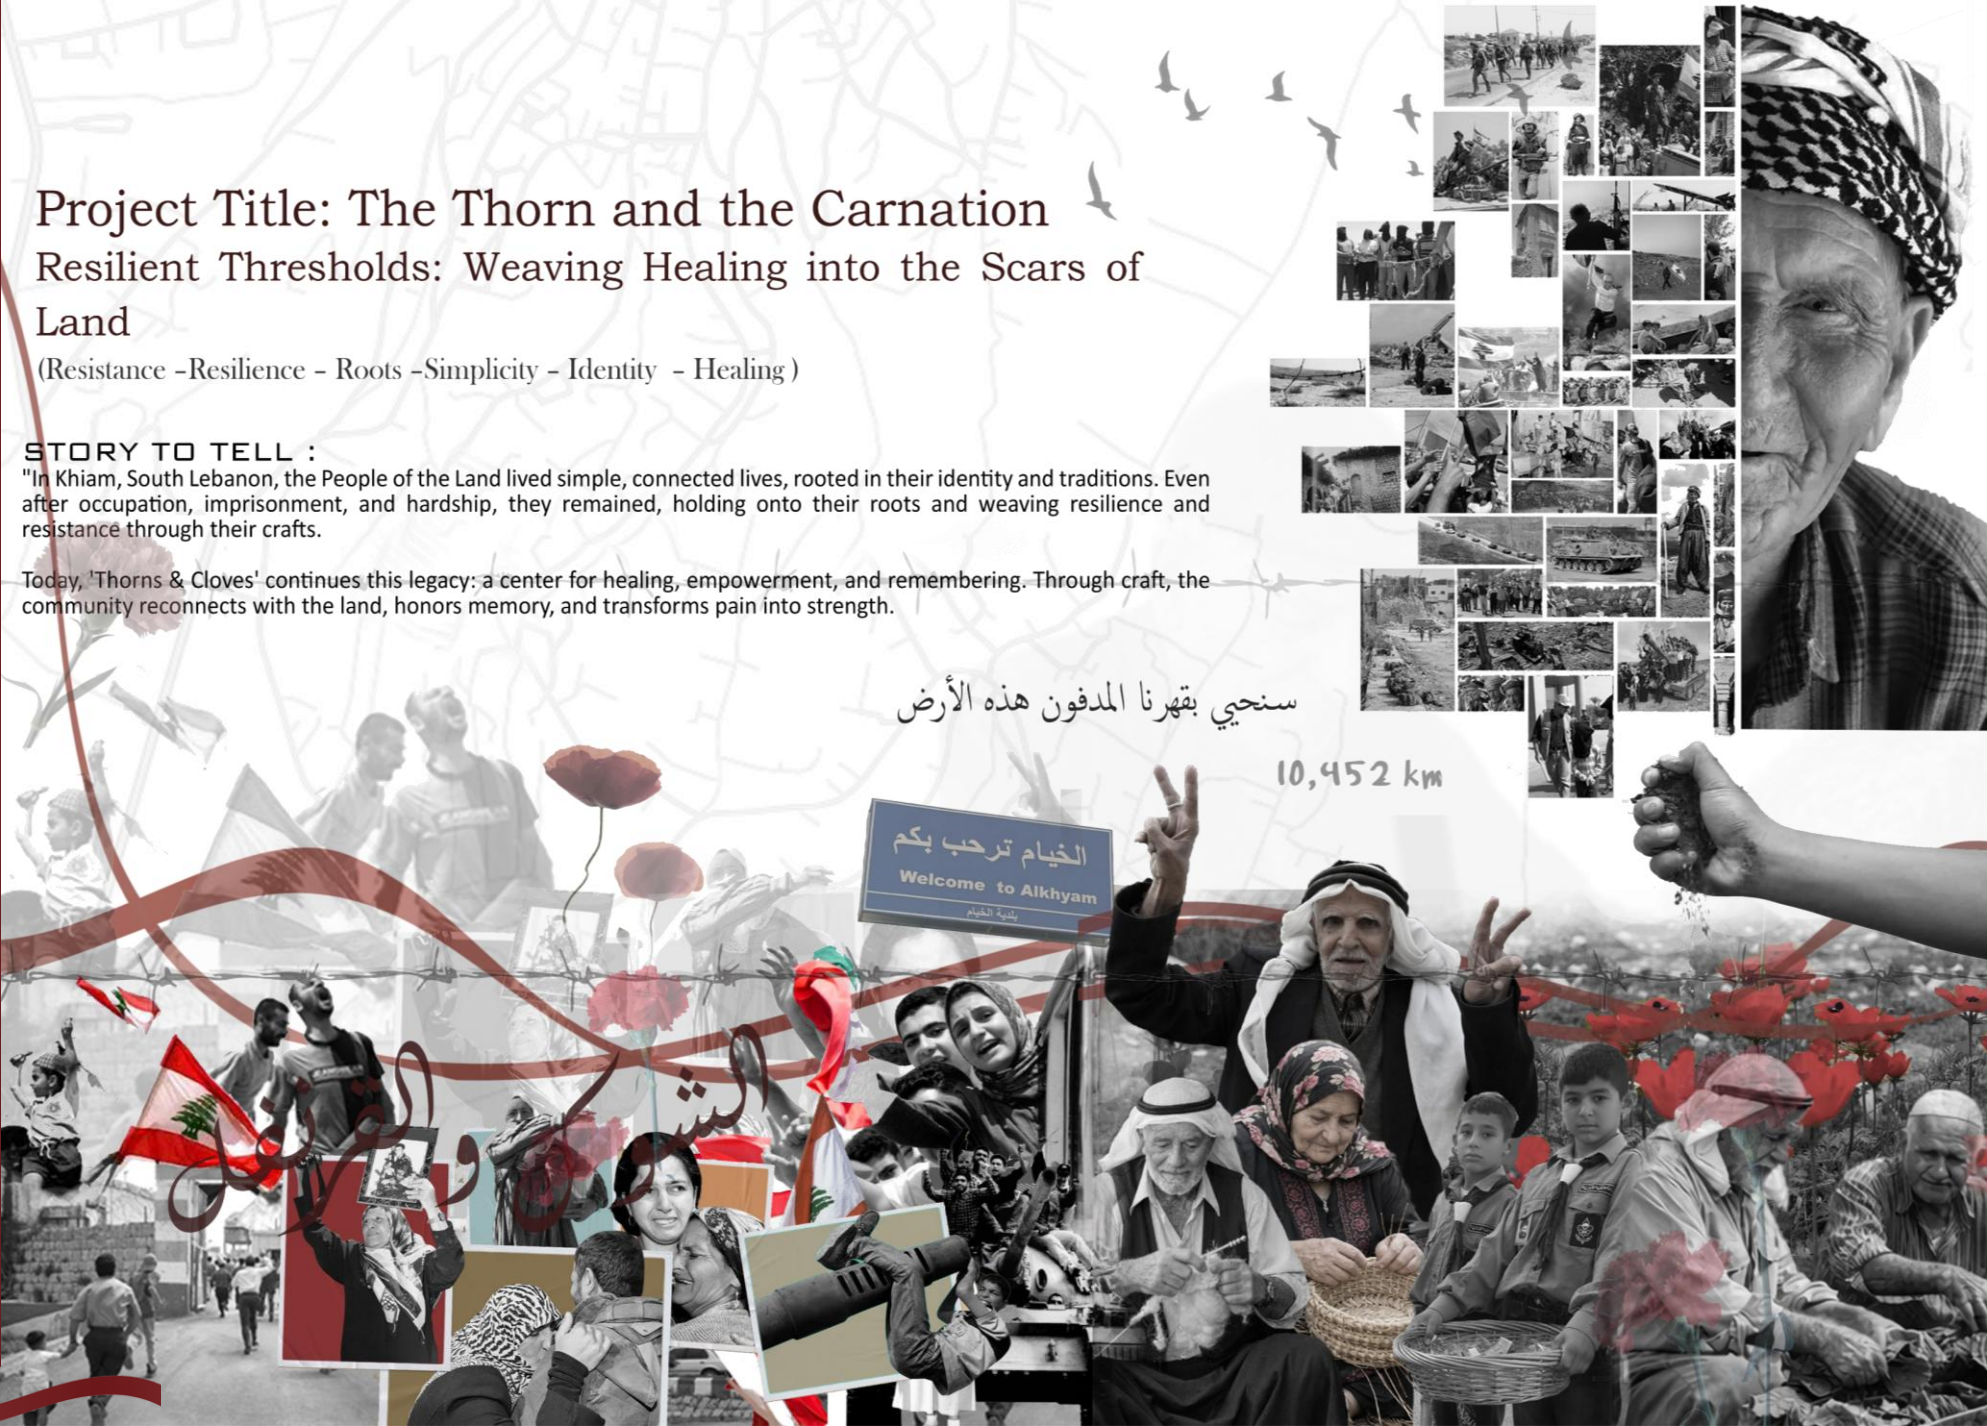 Project Title: The Thorn and the Carnation
Resilient Thresholds: Weaving Healing into the Scars of
Land
(Resistance –Resilience – Roots –Simplicity – Identity – Healing )
STORY TO TELL :
"In Khiam, South Lebanon, the People of the Land lived simple, connected lives, rooted in their identity and traditions. Even
after occupation, imprisonment, and hardship, they remained, holding onto their roots and weaving resilience and
resistance through their crafts.
Today, 'Thorns & Cloves' continues this legacy: a center for healing, empowerment, and remembering. Through craft, the
community reconnects with the land, honors memory, and transforms pain into strength.
سنحيي بقهرنا المدفون هذه الأرض
10,452 km
الخيام ترحب بكم
Welcome to Alkhyam
بلدية الخيام
الشوك والقرنفل